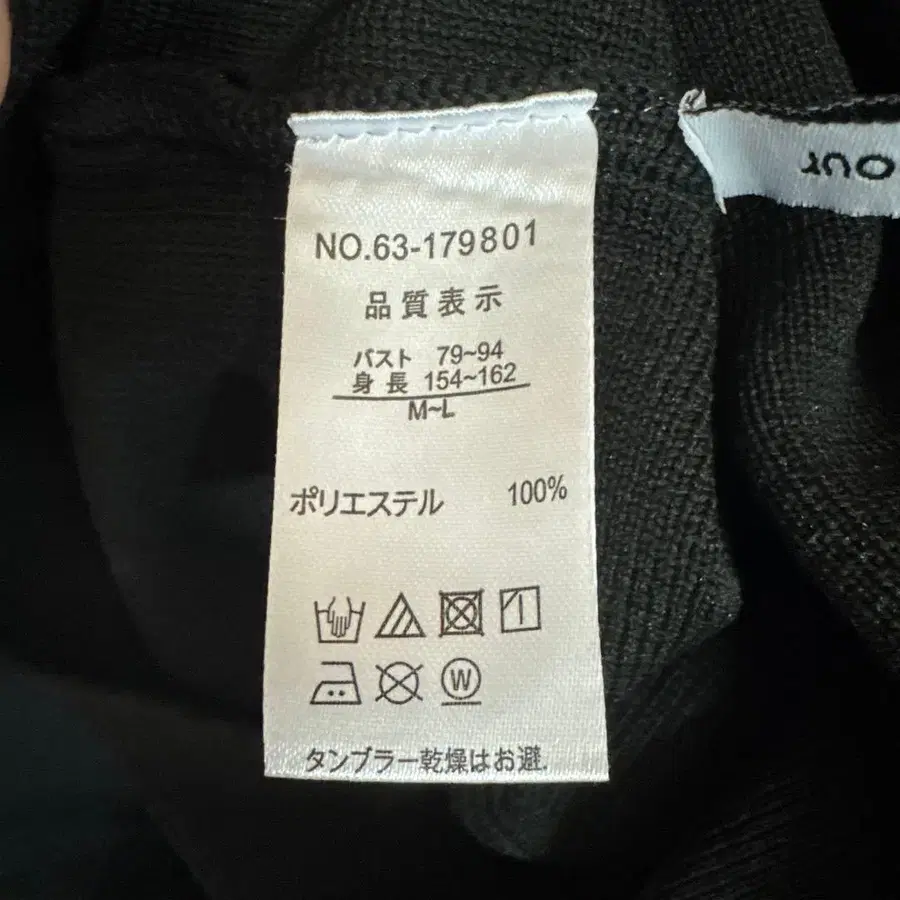 NO.63-179801
品質表示
バスト 79~94
身長 154~162
M~L
ポリエステル 100%
W
タンブラー乾燥はお避.
our